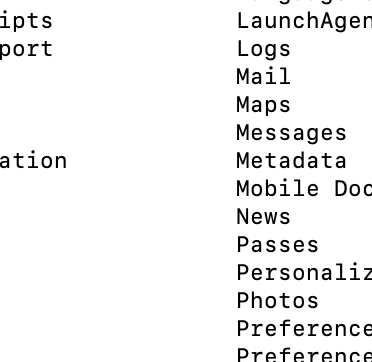 ipts LaunchAgen
port Logs
Mail
Maps
Messages
ation Metadata
Mobile Doc
News
Passes
Personaliz
Photos
Preference
Preference